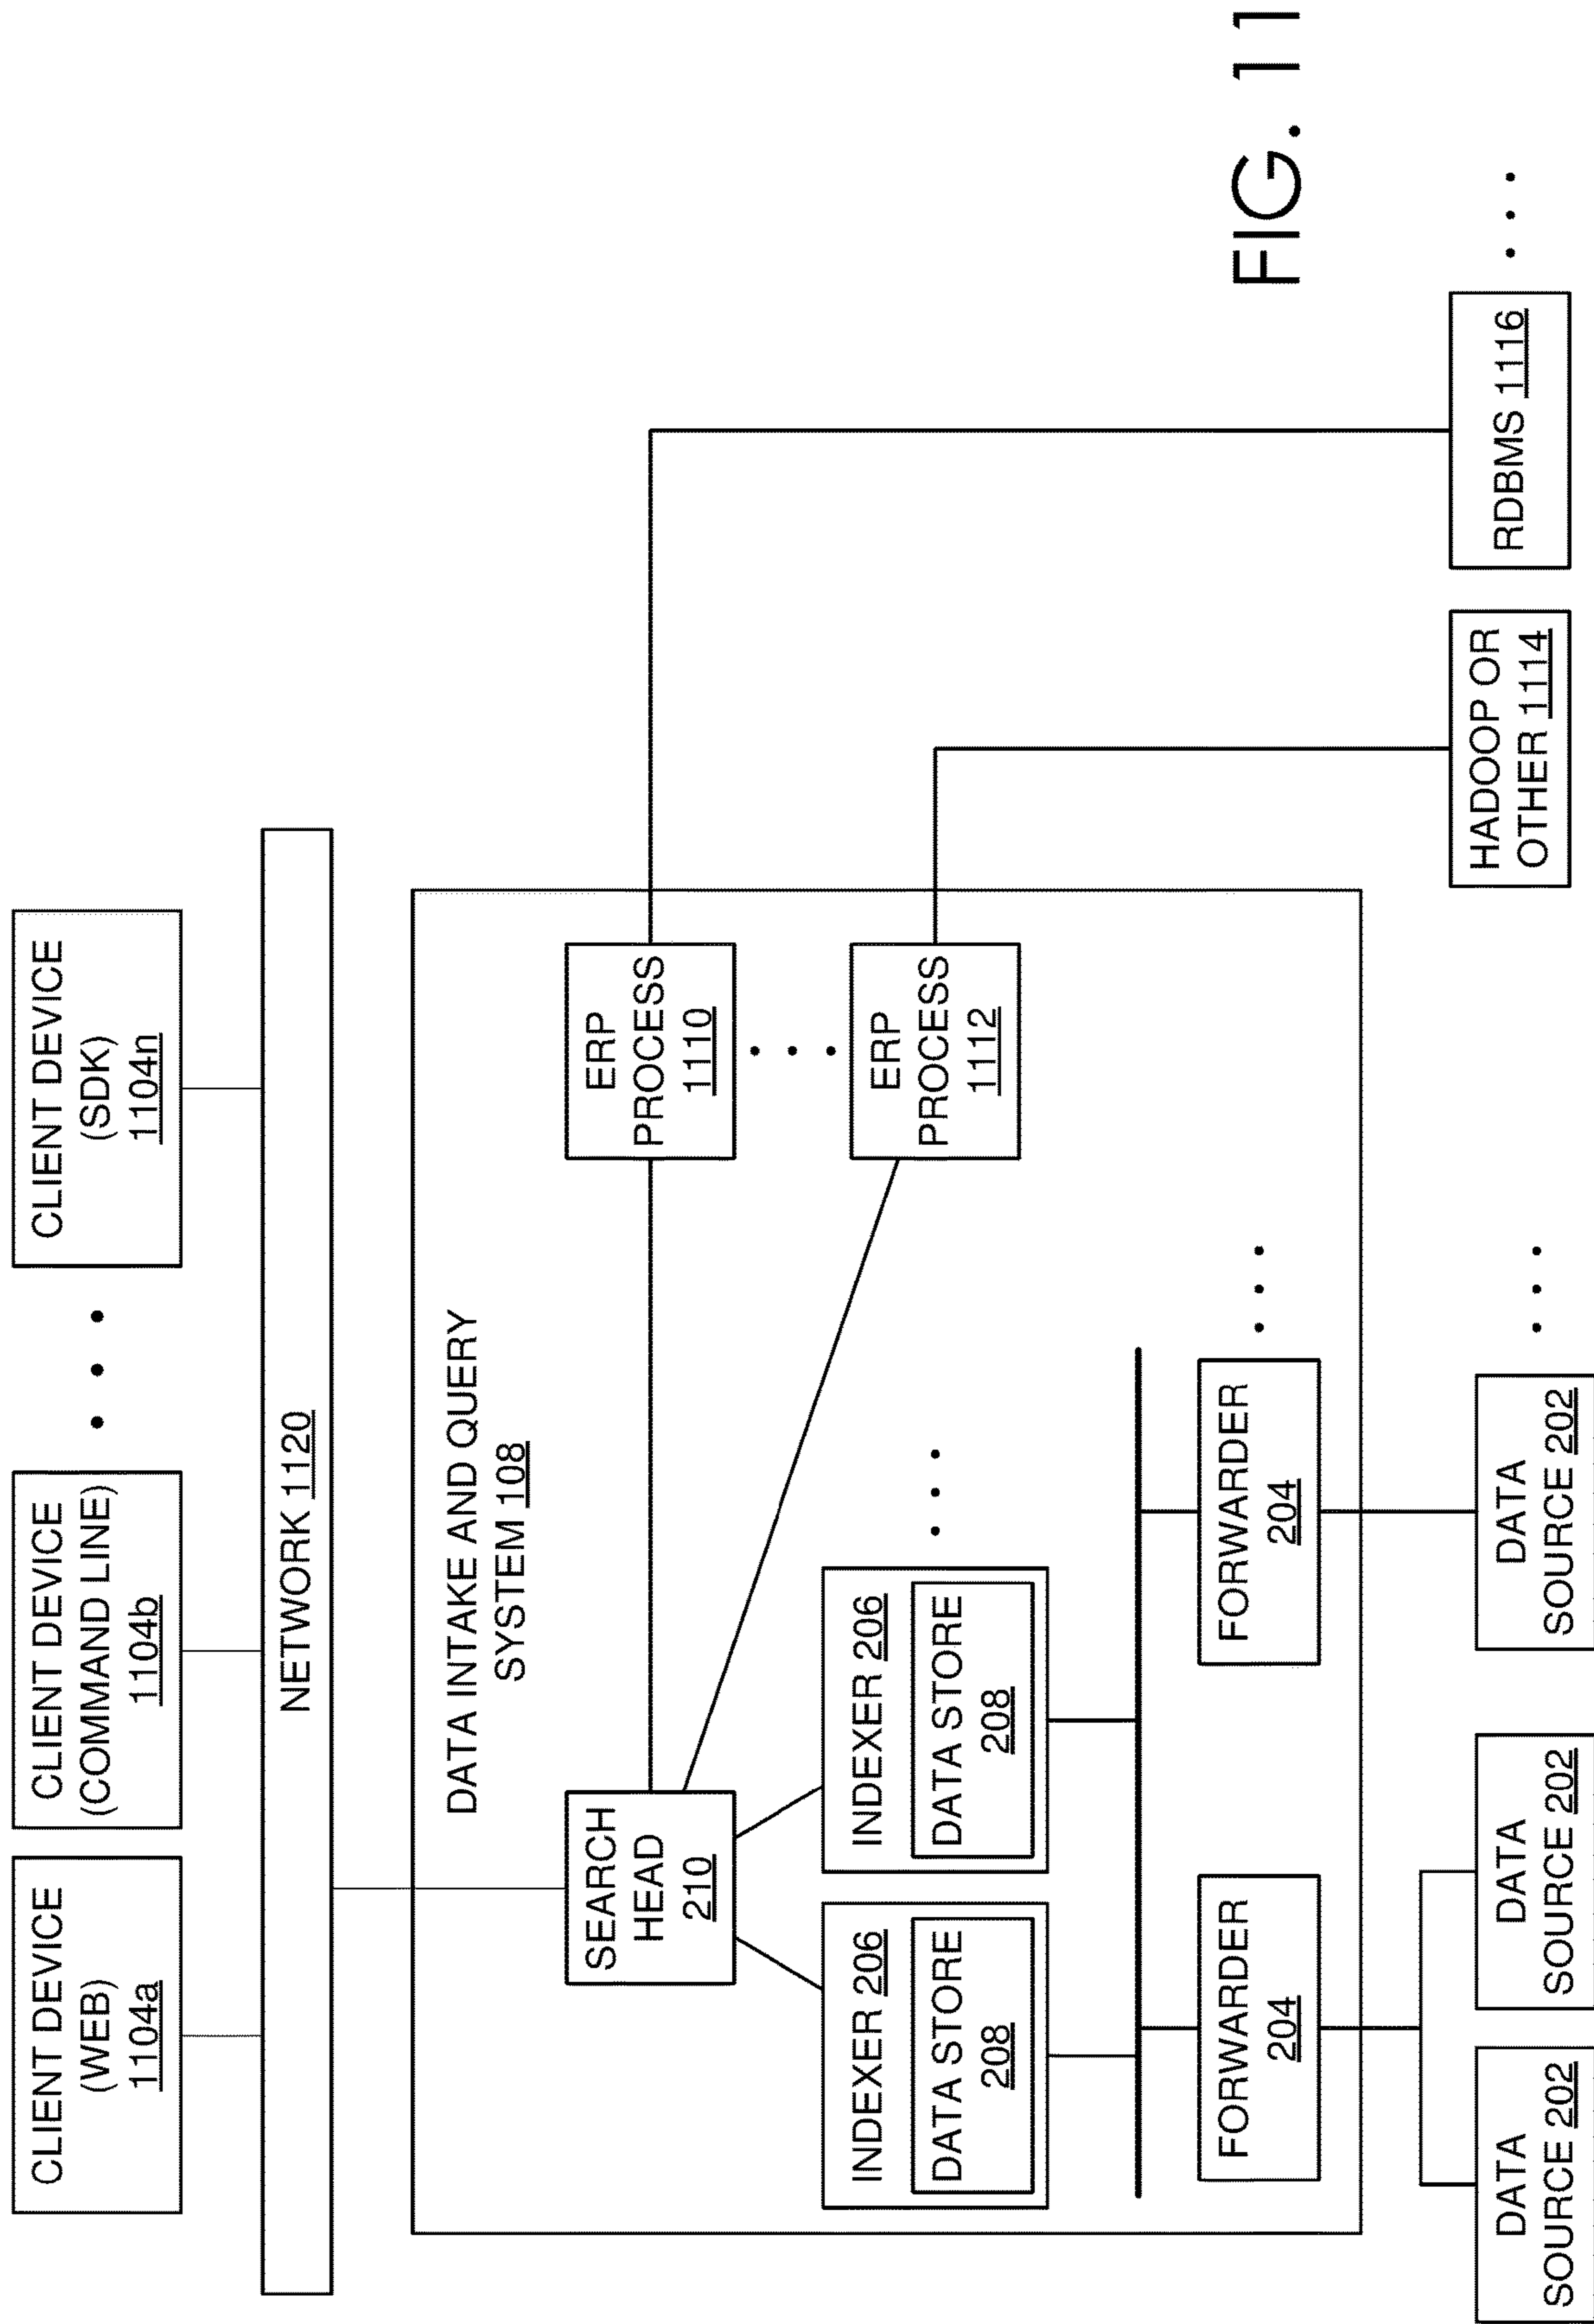 CLIENT DEVICE
(WEB)
1104a
CLIENT DEVICE
(COMMAND LINE)
1104b
• • •
CLIENT DEVICE
(SDK)
1104n
NETWORK 1120
DATA INTAKE AND QUERY
SYSTEM 108
SEARCH
HEAD
210
ERP
PROCESS
1110
• • •
ERP
PROCESS
1112
INDEXER 206
DATA STORE
208
INDEXER 206
DATA STORE
208
• • •
FORWARDER
204
FORWARDER
204
• • •
DATA
SOURCE 202
DATA
SOURCE 202
DATA
SOURCE 202
• • •
HADOOP OR
OTHER 1114
RDBMS 1116
• • •
FIG. 11